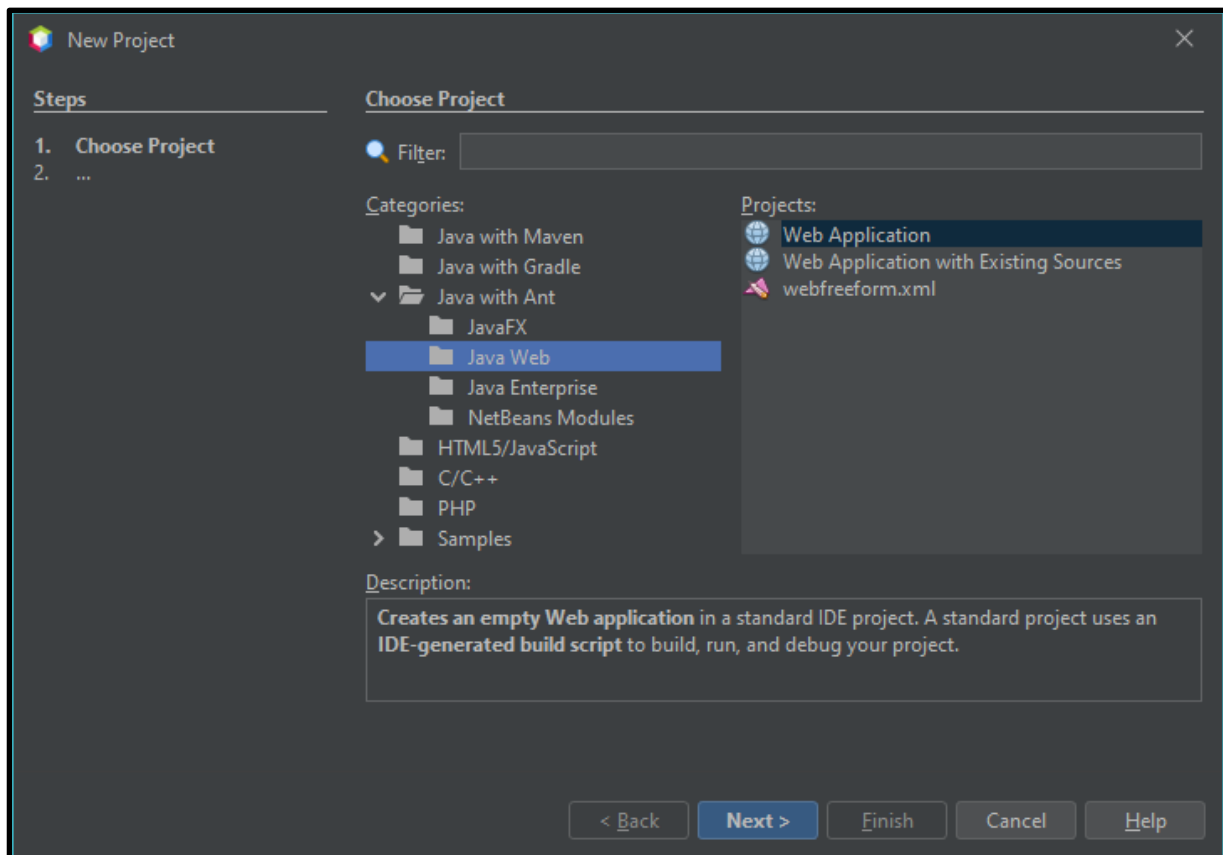 New Project
Steps
1. Choose Project
2. ...
Choose Project
Filter:
Categories:
Java with Maven
Java with Gradle
Java with Ant
JavaFX
Java Web
Java Enterprise
NetBeans Modules
HTML5/JavaScript
C/C++
PHP
Samples
Projects:
Web Application
Web Application with Existing Sources
webfreeform.xml
Description:
Creates an empty Web application in a standard IDE project. A standard project uses an
IDE-generated build script to build, run, and debug your project.
< Back Next > Finish Cancel Help